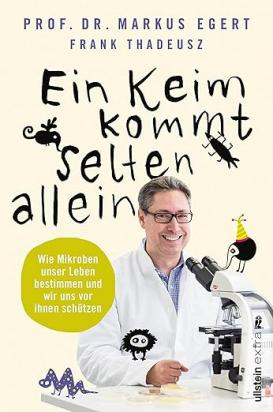 PROF. DR. MARKUS EGERT
FRANK THADEUSZ
Ein Keim
kommt
selten
allein
Wie Mikroben
unser Leben
bestimmen und
wir uns vor
ihnen schützen
ullstein extra